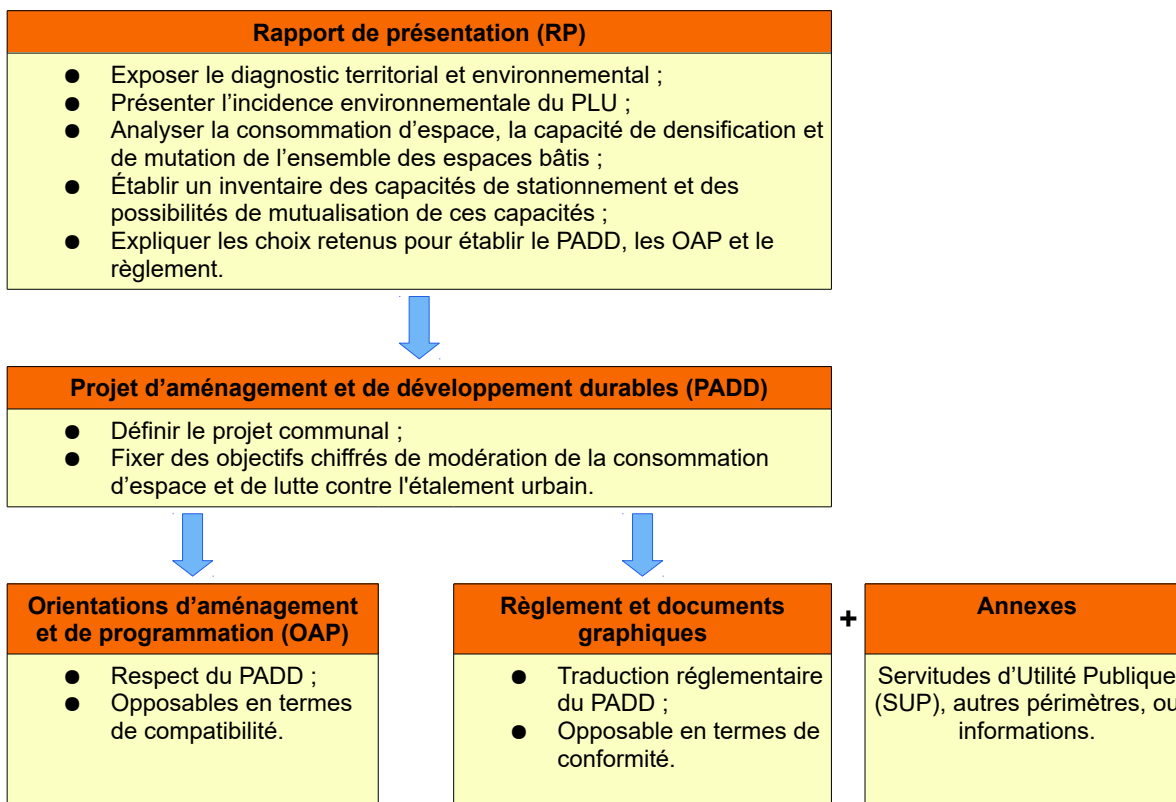 Rapport de présentation (RP)
● Exposer le diagnostic territorial et environnemental ;
● Présenter l’incidence environnementale du PLU ;
● Analyser la consommation d’espace, la capacité de densification et
de mutation de l’ensemble des espaces bâtis ;
● Établir un inventaire des capacités de stationnement et des
possibilités de mutualisation de ces capacités ;
● Expliquer les choix retenus pour établir le PADD, les OAP et le
règlement.
Projet d’aménagement et de développement durables (PADD)
● Définir le projet communal ;
● Fixer des objectifs chiffrés de modération de la consommation
d’espace et de lutte contre l'étalement urbain.
Orientations d’aménagement
et de programmation (OAP)
● Respect du PADD ;
● Opposables en termes
de compatibilité.
Règlement et documents
graphiques
● Traduction réglementaire
du PADD ;
● Opposable en termes de
conformité.
+
Annexes
Servitudes d’Utilité Publique
(SUP), autres périmètres, ou
informations.